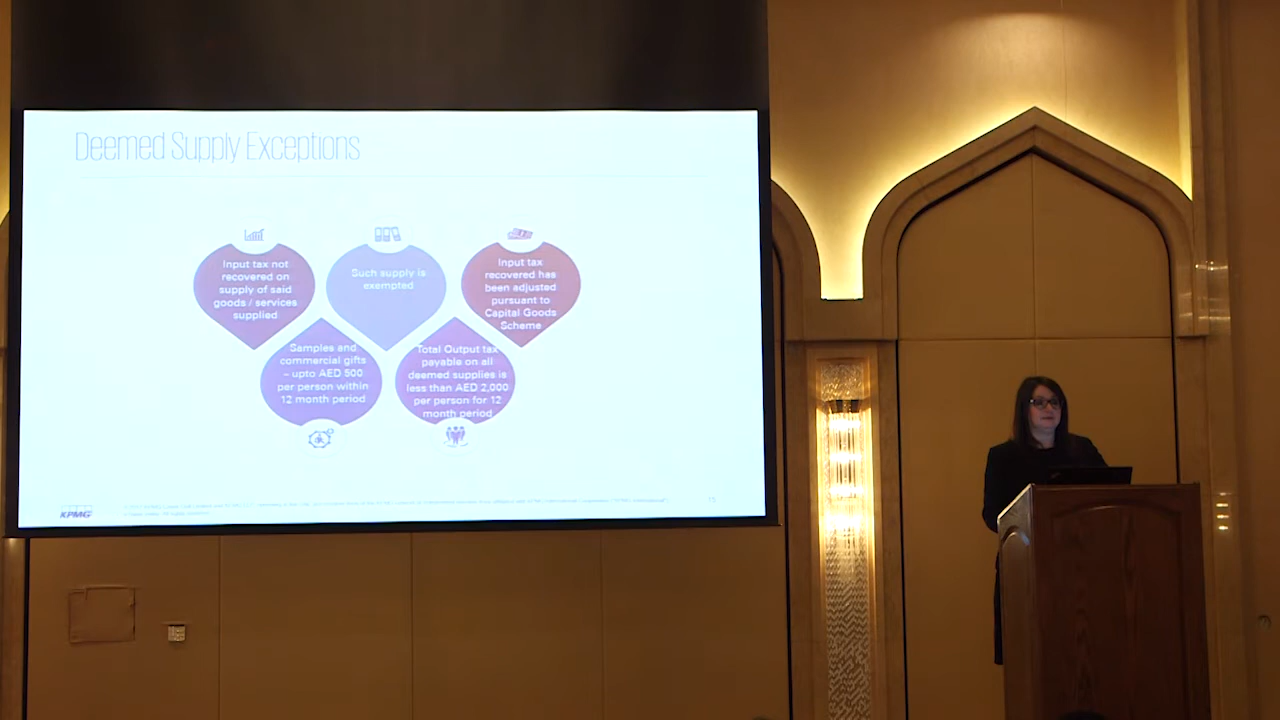 Deemed Supply Exceptions
Input tax not
recovered on
supply of said
goods / services
supplied
Such supply is
exempted
Input tax
recovered has
been adjusted
pursuant to
Capital Goods
Scheme
Samples and
commercial gifts
– upto AED 500
per person within
12 month period
Total Output tax
payable on all
deemed supplies is
less than AED 2,000
per person for 12
month period
KPMG
15